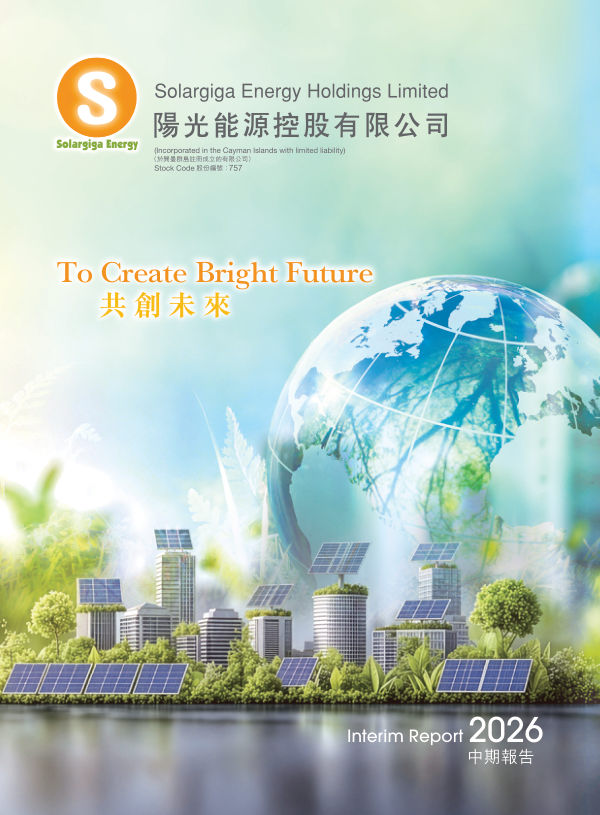 S
Solargiga Energy
Solargiga Energy Holdings Limited
陽光能源控股有限公司
(Incorporated in the Cayman Islands with limited liability)
(於開曼群島註冊成立的有限公司)
Stock Code 股份編號：757
To Create Bright Future
共創未來
Interim Report 2026
中期報告